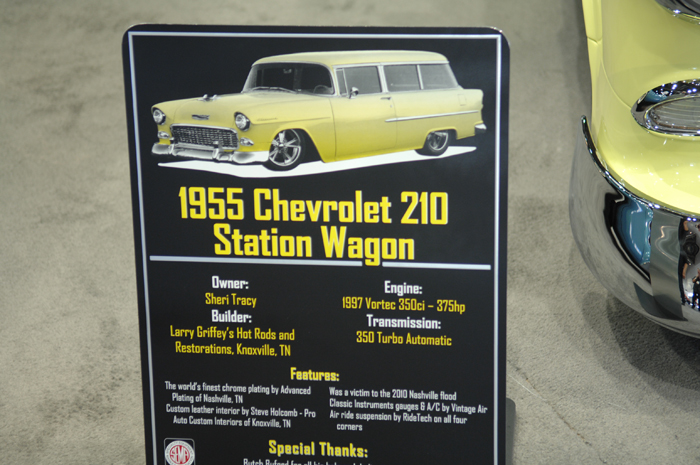 1955 Chevrolet 210
Station Wagon
Owner:
Sheri Tracy
Builder:
Larry Griffey's Hot Rods and
Restorations, Knoxville, TN
Engine:
1997 Vortec 350ci – 375hp
Transmission:
350 Turbo Automatic
Features:
The world's finest chrome plating by Advanced
Plating of Nashville, TN
Custom leather interior by Steve Holcomb - Pro
Auto Custom Interiors of Knoxville, TN
Was a victim to the 2010 Nashville flood
Classic Instruments gauges & A/C by Vintage Air
Air ride suspension by RideTech on all four
corners
SEMA
Special Thanks: